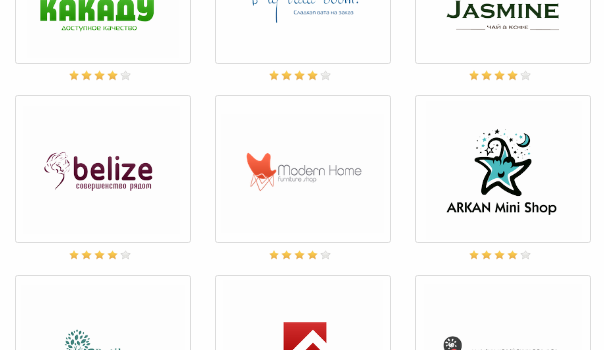 КАКАДУ
ДОСТУПНОЕ КАЧЕСТВО
Сладкая вата на заказ
JASMINE
ЧАЙ & КОФЕ
belize
совершенство рядом
Modern Home
furniture shop
ARKAN Mini Shop